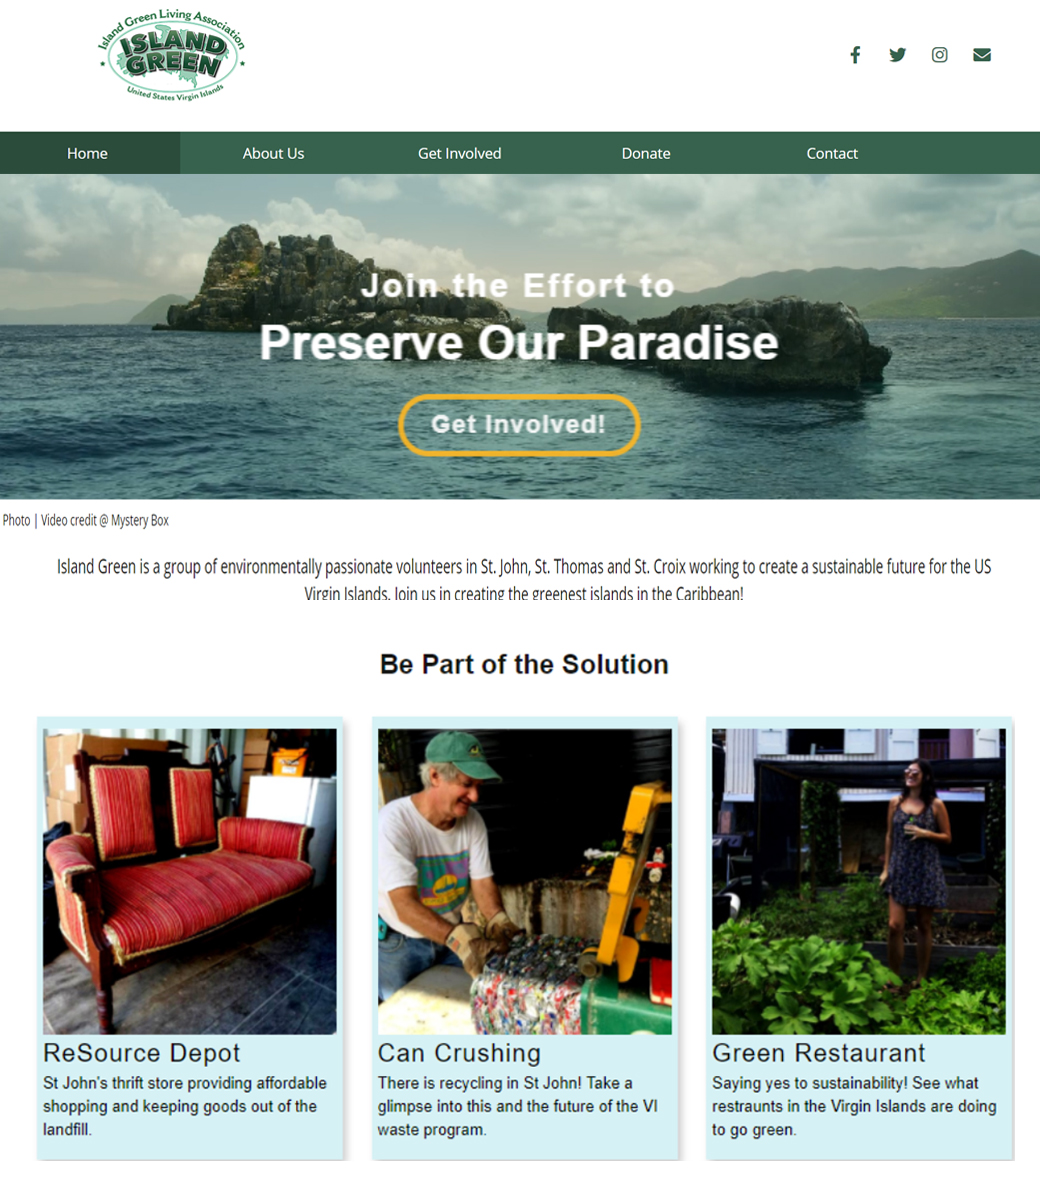 Island Green Living Association
ISLAND
GREEN
United States Virgin Islands
Home About Us Get Involved Donate Contact
Join the Effort to
Preserve Our Paradise
Get Involved!
Photo | Video credit @ Mystery Box
Island Green is a group of environmentally passionate volunteers in St. John, St. Thomas and St. Croix working to create a sustainable future for the US
Virgin Islands. Join us in creating the greenest islands in the Caribbean!
Be Part of the Solution
ReSource Depot
St John's thrift store providing affordable
shopping and keeping goods out of the
landfill.
Can Crushing
There is recycling in St John! Take a
glimpse into this and the future of the VI
waste program.
Green Restaurant
Saying yes to sustainability! See what
restraunts in the Virgin Islands are doing
to go green.